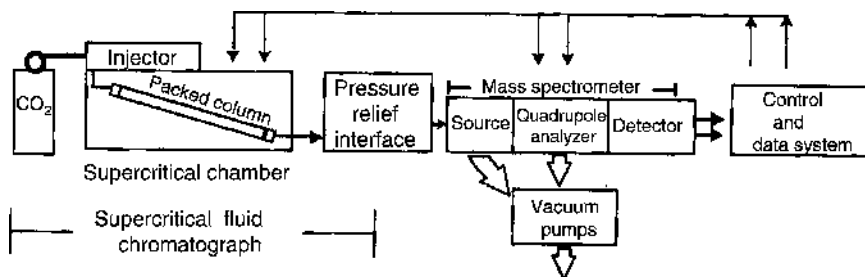 Injector
CO₂
Packed column
Supercritical chamber
Supercritical fluid
chromatograph
Pressure
relief
interface
Mass spectrometer
Source
Quadrupole
analyzer
Detector
Vacuum
pumps
Control
and
data system